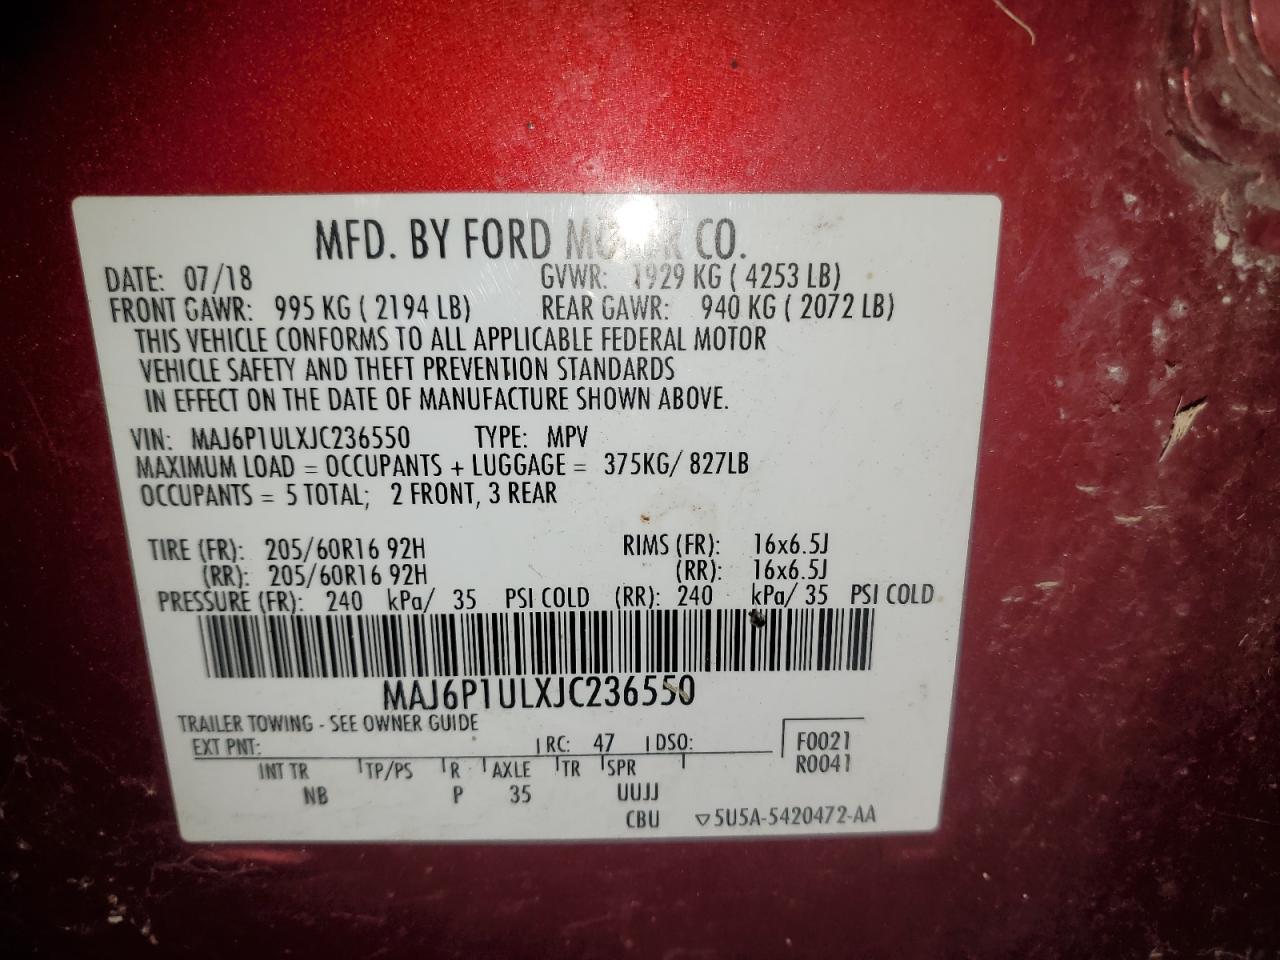 MFD. BY FORD MOTOR CO.
DATE: 07/18 GVWR: 1929 KG ( 4253 LB)
FRONT GAWR: 995 KG ( 2194 LB) REAR GAWR: 940 KG ( 2072 LB)
THIS VEHICLE CONFORMS TO ALL APPLICABLE FEDERAL MOTOR
VEHICLE SAFETY AND THEFT PREVENTION STANDARDS
IN EFFECT ON THE DATE OF MANUFACTURE SHOWN ABOVE.
VIN: MAJ6P1ULXJC236550 TYPE: MPV
MAXIMUM LOAD = OCCUPANTS + LUGGAGE = 375KG/ 827LB
OCCUPANTS = 5 TOTAL; 2 FRONT, 3 REAR
TIRE (FR): 205/60R16 92H RIMS (FR): 16x6.5J
(RR): 205/60R16 92H (RR): 16x6.5J
PRESSURE (FR): 240 kPa/ 35 PSI COLD (RR): 240 kPa/ 35 PSI COLD
MAJ6P1ULXJC236550
TRAILER TOWING - SEE OWNER GUIDE
EXT PNT: RC: 47 DSO: F0021
INT TR TP/PS R AXLE TR SPR R0041
NB P 35 UUJJ
CBU ▽5U5A-5420472-AA